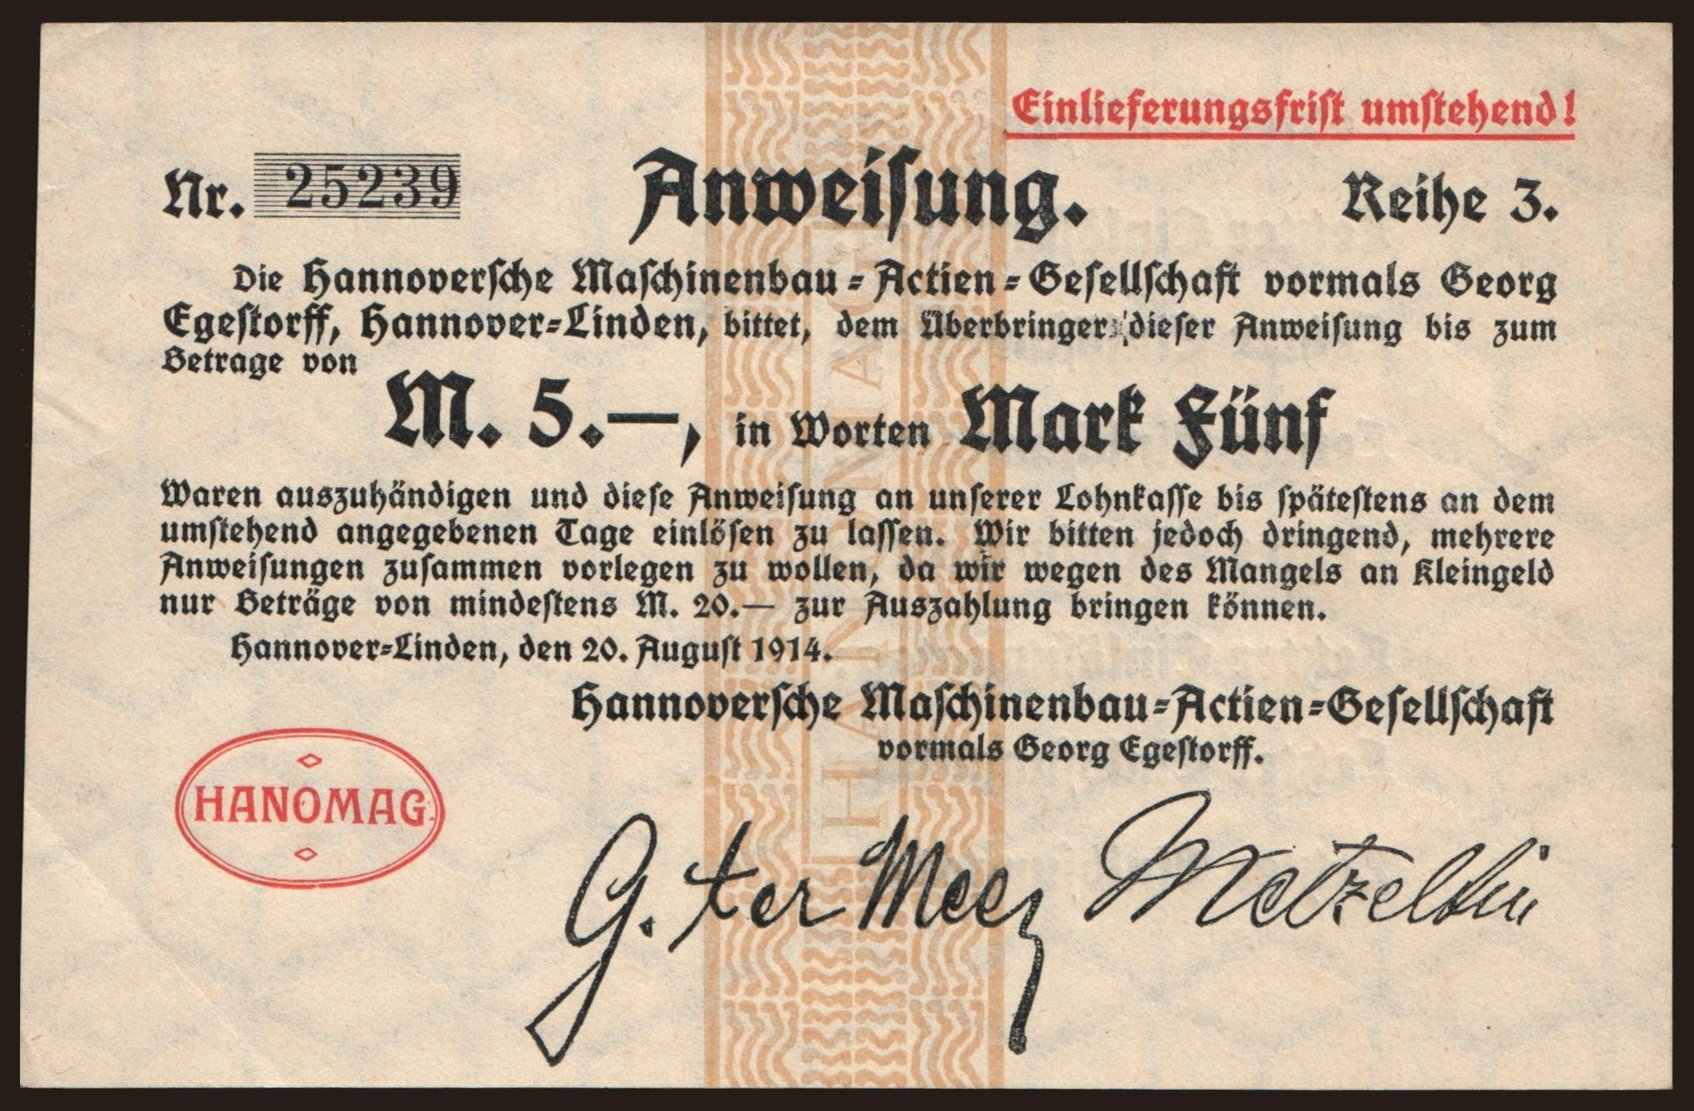 Einlieferungsfrist umstehend!
Nr. 25239 Anweisung. Reihe 3.
Die Hannoversche Maschinenbau-Actien-Gesellschaft vormals Georg
Egestorff, Hannover-Linden, bittet, dem Überbringer dieser Anweisung bis zum
Betrage von
M. 5.—, in Worten Mark Fünf
Waren auszuhändigen und diese Anweisung an unserer Lohnkasse bis spätestens an dem
umstehend angegebenen Tage einlösen zu lassen. Wir bitten jedoch dringend, mehrere
Anweisungen zusammen vorlegen zu wollen, da wir wegen des Mangels an Kleingeld
nur Beträge von mindestens M. 20.— zur Auszahlung bringen können.
Hannover-Linden, den 20. August 1914.
Hannoversche Maschinenbau-Actien-Gesellschaft
vormals Georg Egestorff.
HANOMAG.
G. ter Meer Metzeltin